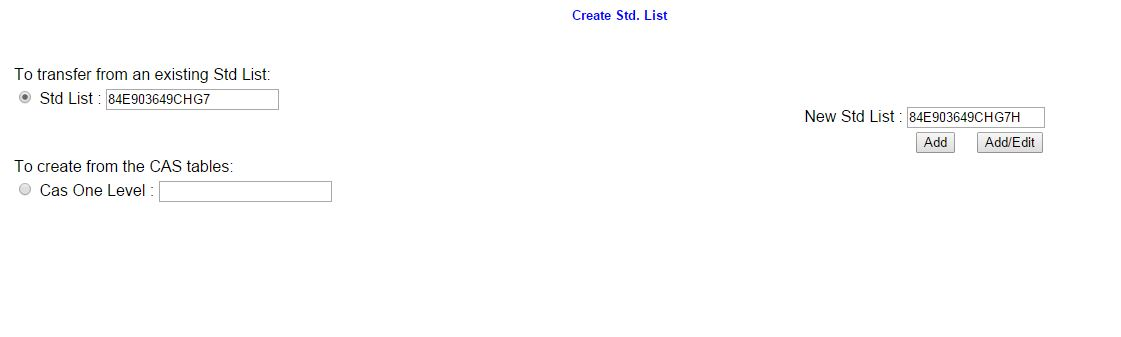 Create Std. List
To transfer from an existing Std List:
Std List : 84E903649CHG7
New Std List : 84E903649CHG7H
Add Add/Edit
To create from the CAS tables:
Cas One Level :